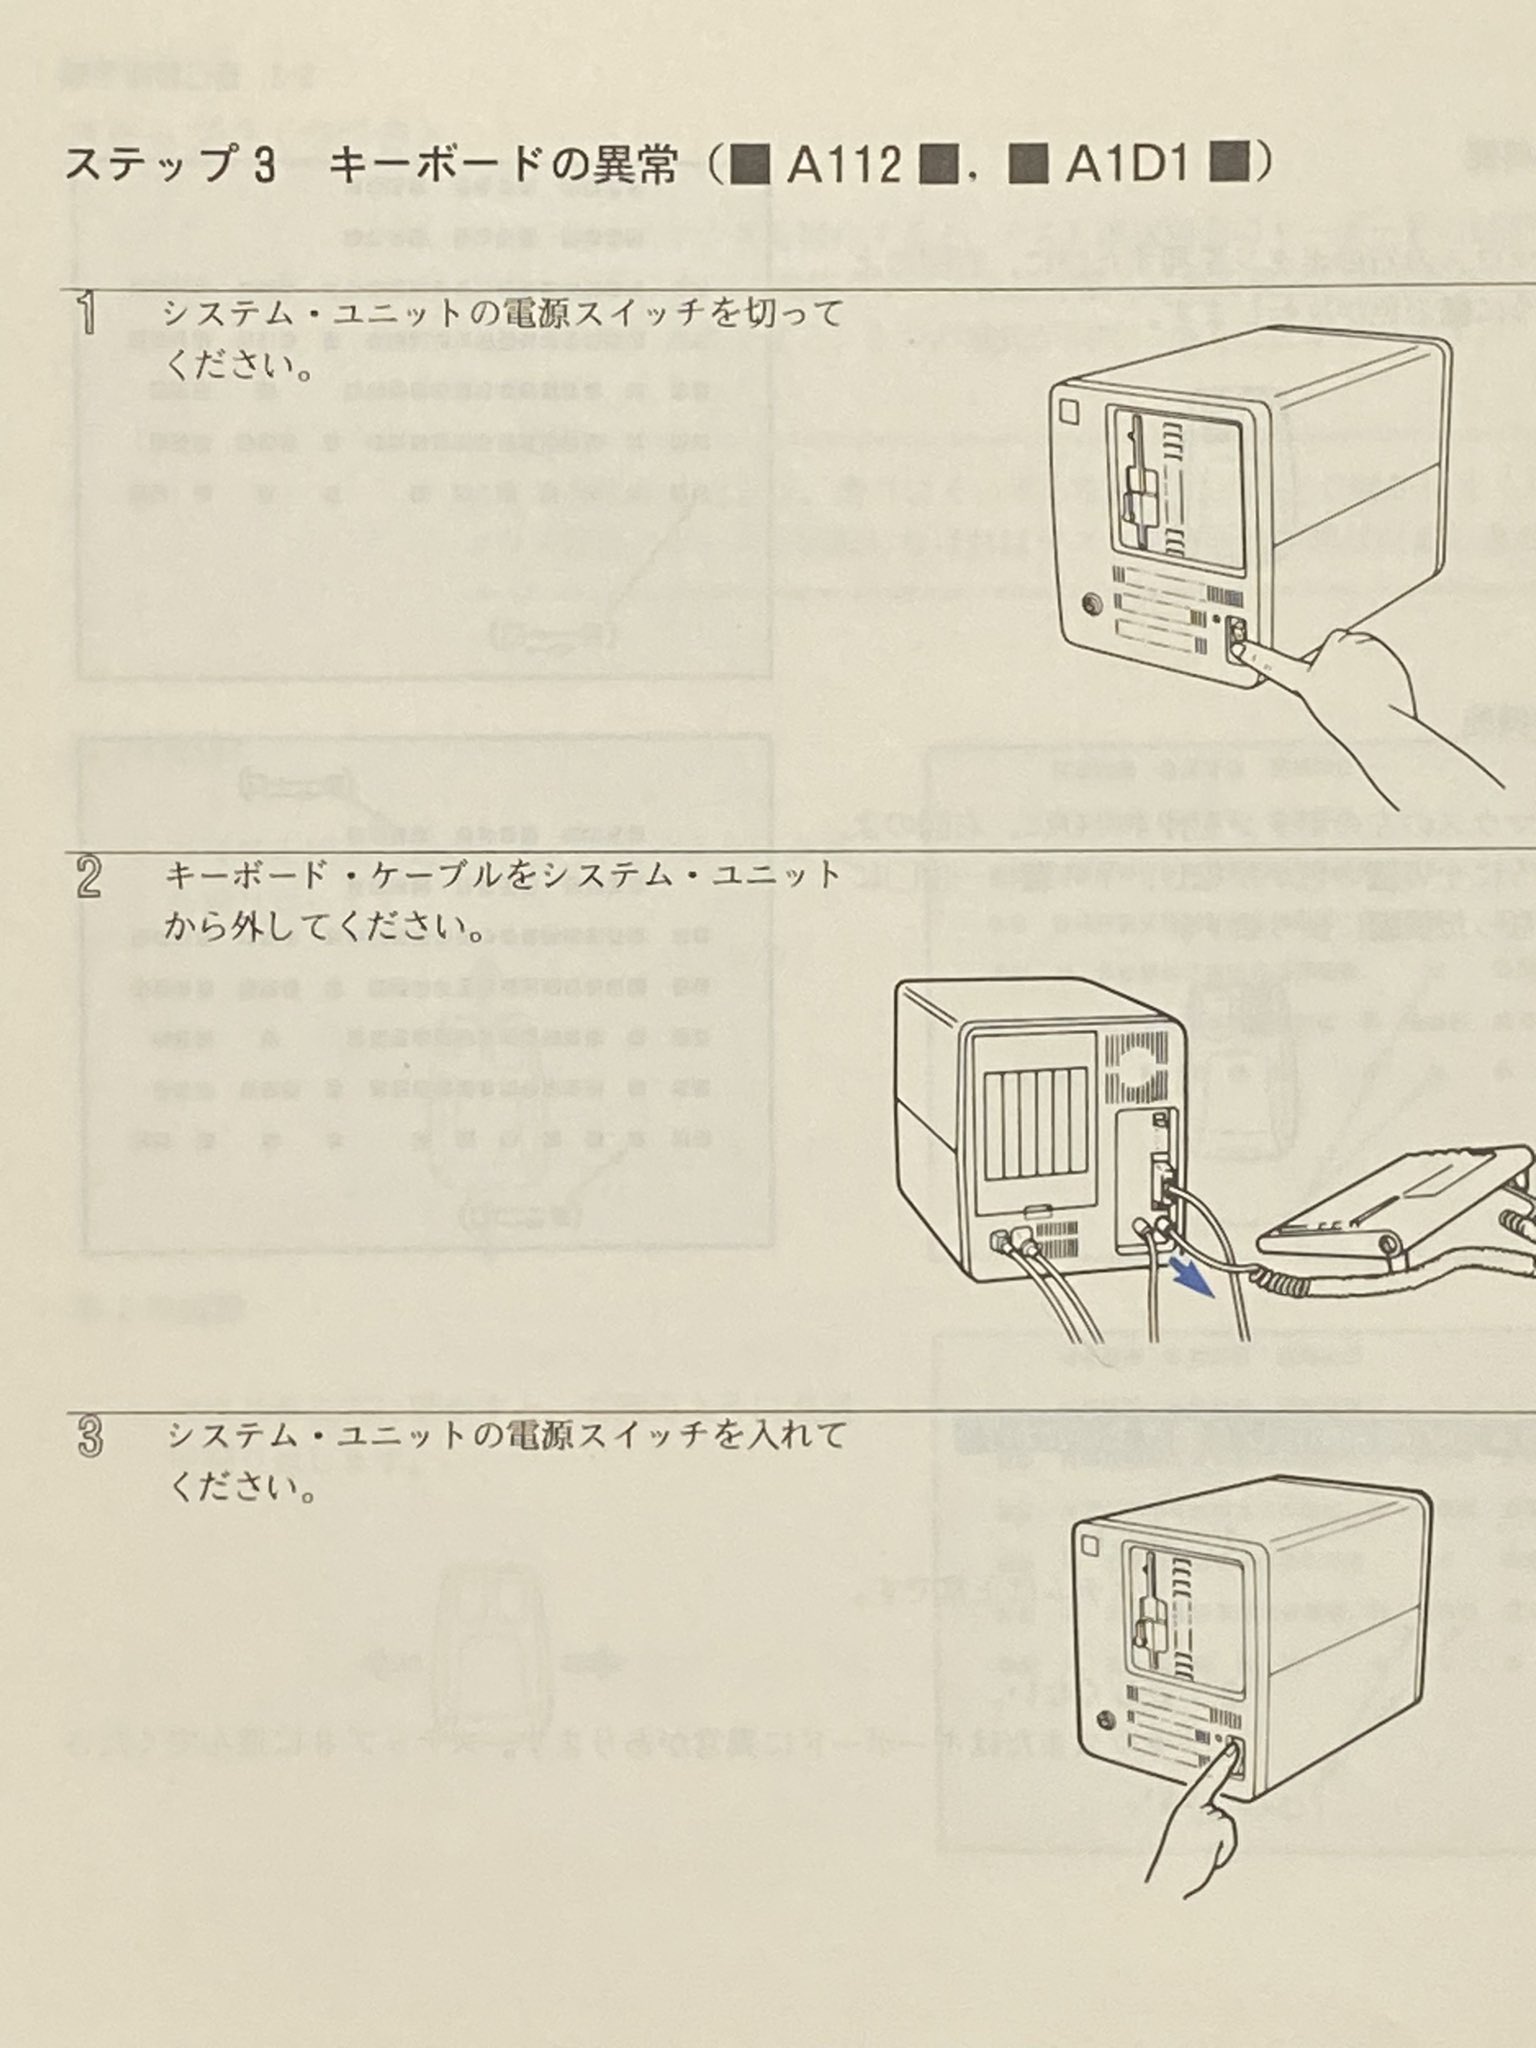 ステップ3 キーボードの異常（■ A112 ■，■ A1D1 ■）
1 システム・ユニットの電源スイッチを切って
ください。
2 キーボード・ケーブルをシステム・ユニット
から外してください。
3 システム・ユニットの電源スイッチを入れて
ください。